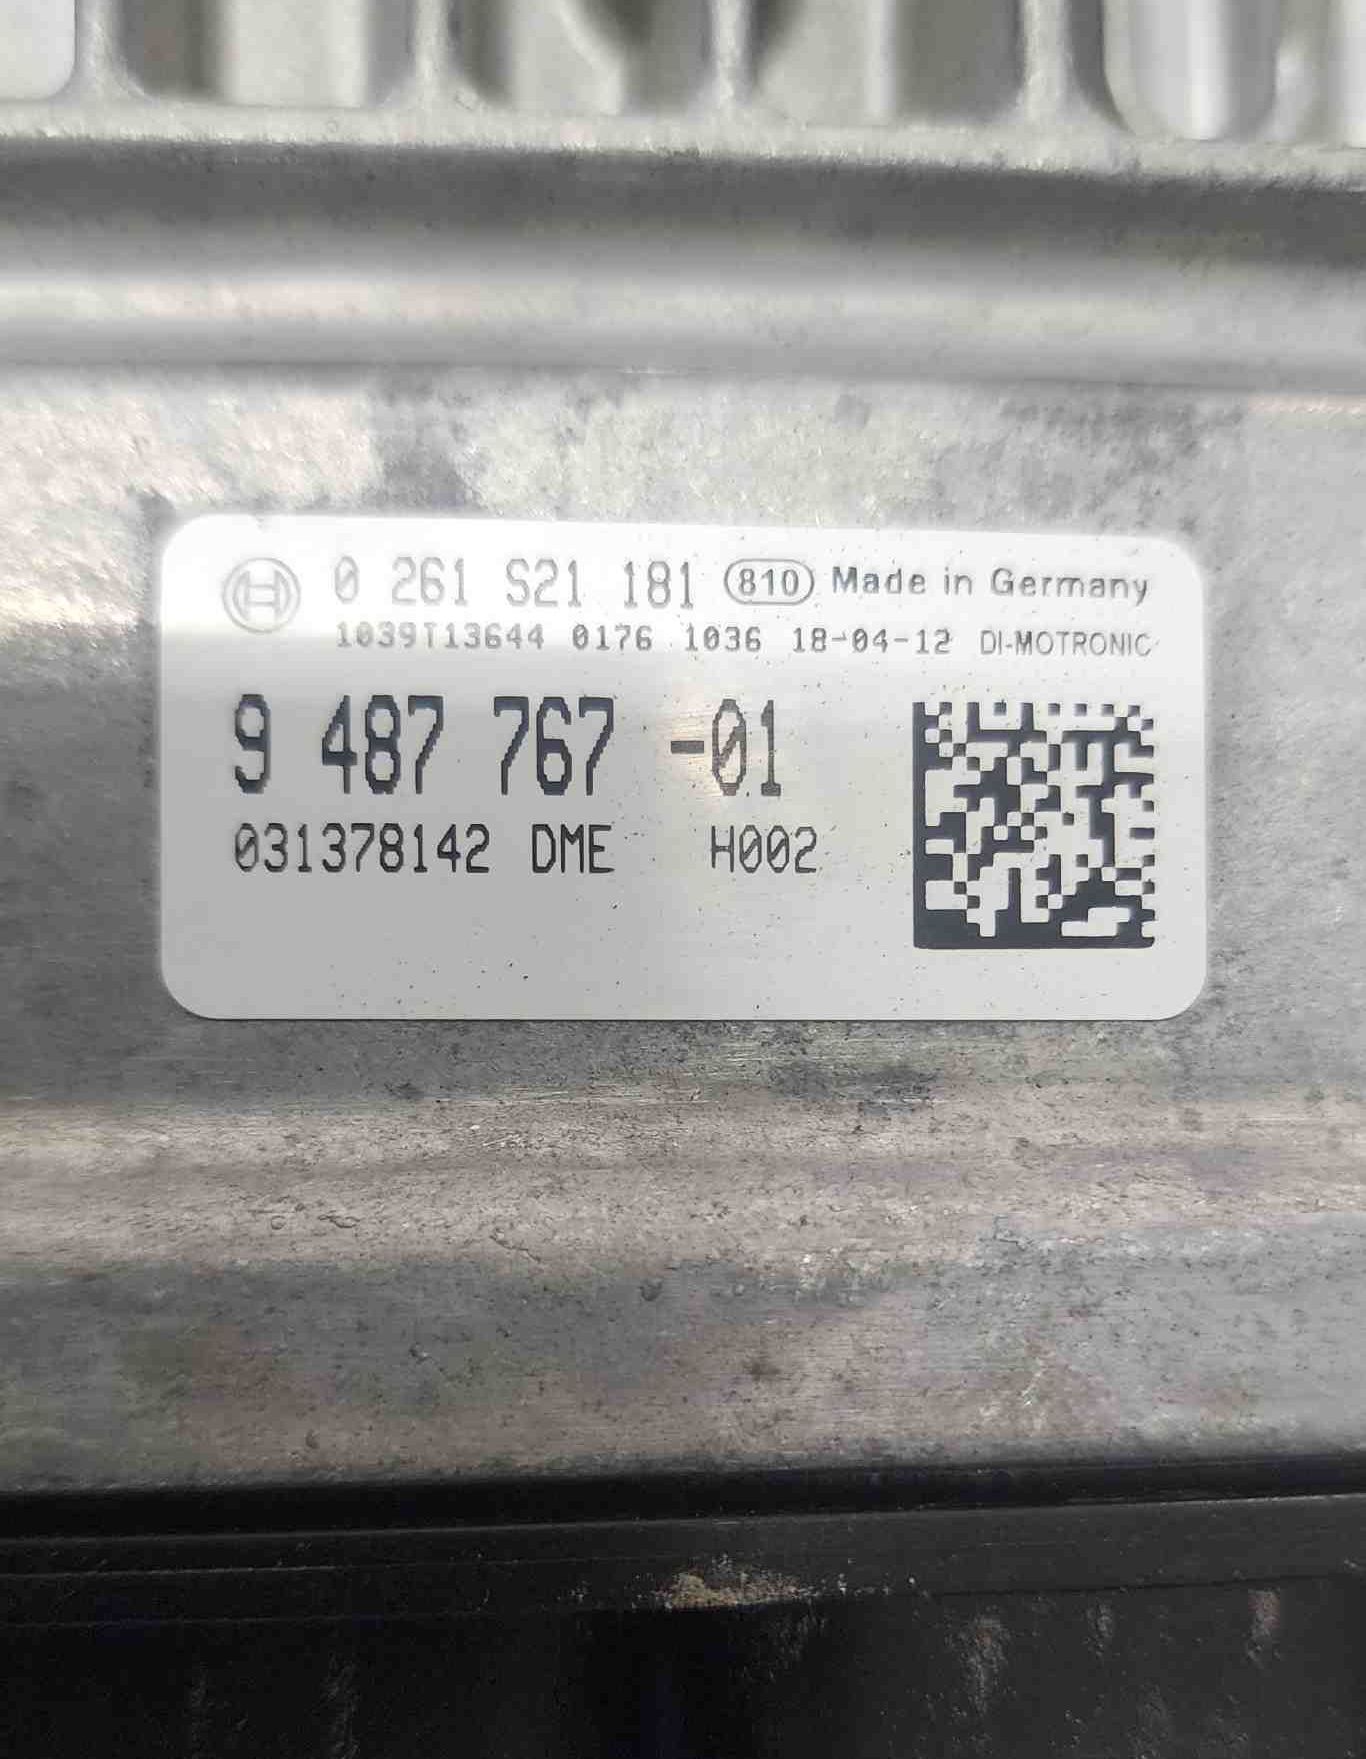 0 261 S21 181 810 Made in Germany
1039T13644 0176 1036 18-04-12 DI-MOTRONIC
9 487 767 -01
031378142 DME H002